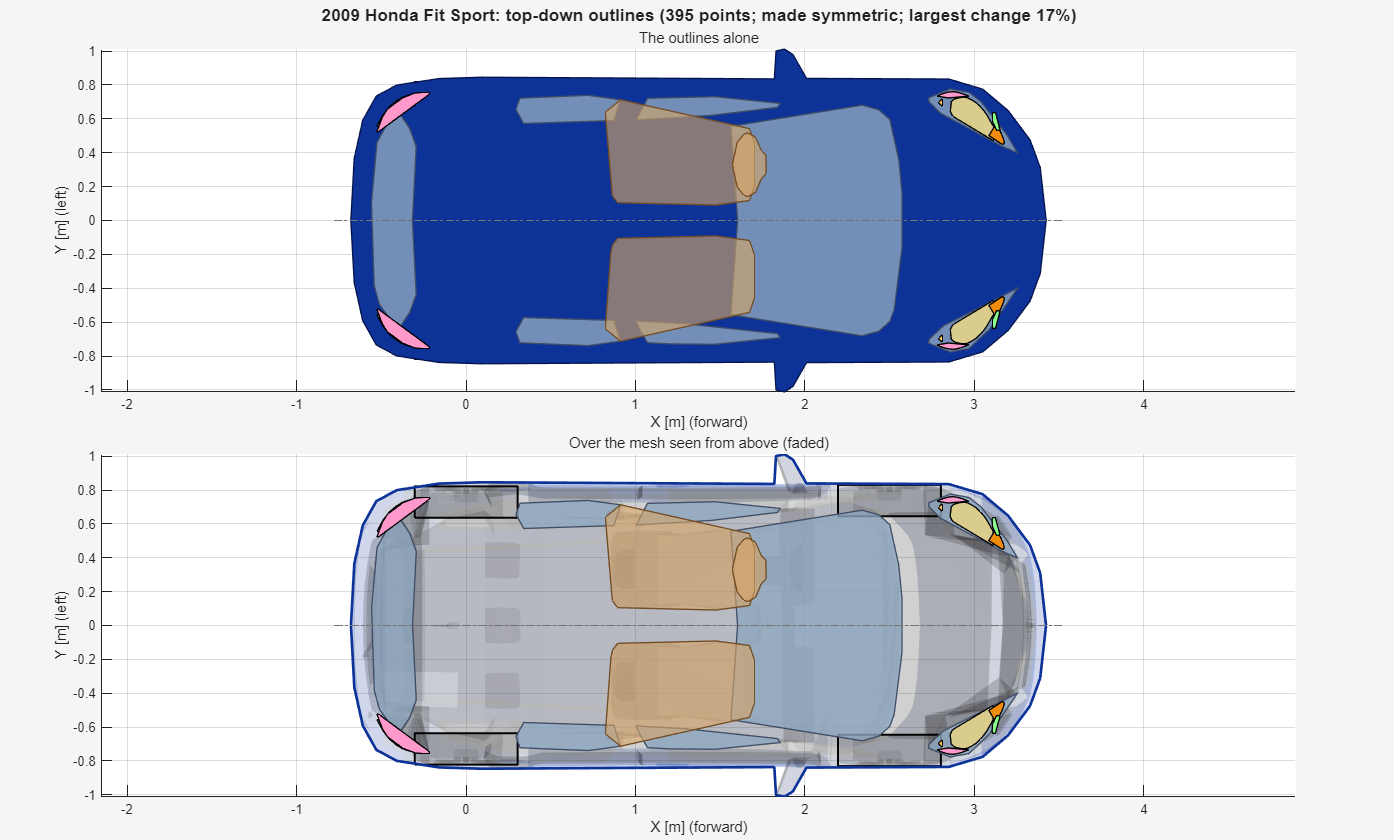 2009 Honda Fit Sport: top-down outlines (395 points; made symmetric; largest change 17%)
The outlines alone
1
0.8
0.6
0.4
0.2
0
-0.2
-0.4
-0.6
-0.8
-1
Y [m] (left)
-2 -1 0 1 2 3 4
X [m] (forward)
Over the mesh seen from above (faded)
1
0.8
0.6
0.4
0.2
0
-0.2
-0.4
-0.6
-0.8
-1
Y [m] (left)
-2 -1 0 1 2 3 4
X [m] (forward)